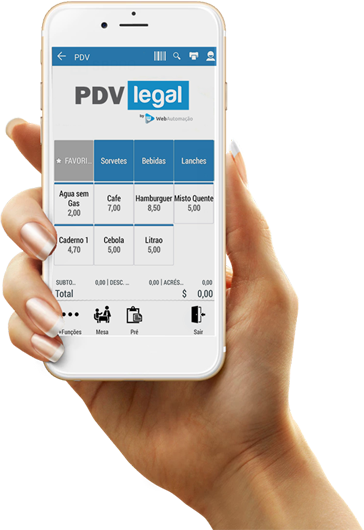 PDV
PDV legal
by WebAutomação
★ FAVORI... Sorvetes Bebidas Lanches
Agua sem Gas Cafe Hamburguer Misto Quente
2,00 7,00 8,50 5,00
Caderno 1 Cebola Litrao
4,70 5,00 5,00
SUBTO... 0,00 | DESC. ... 0,00 | ACRÉS... 0,00
Total $ 0,00
+Funções Mesa Pré Sair